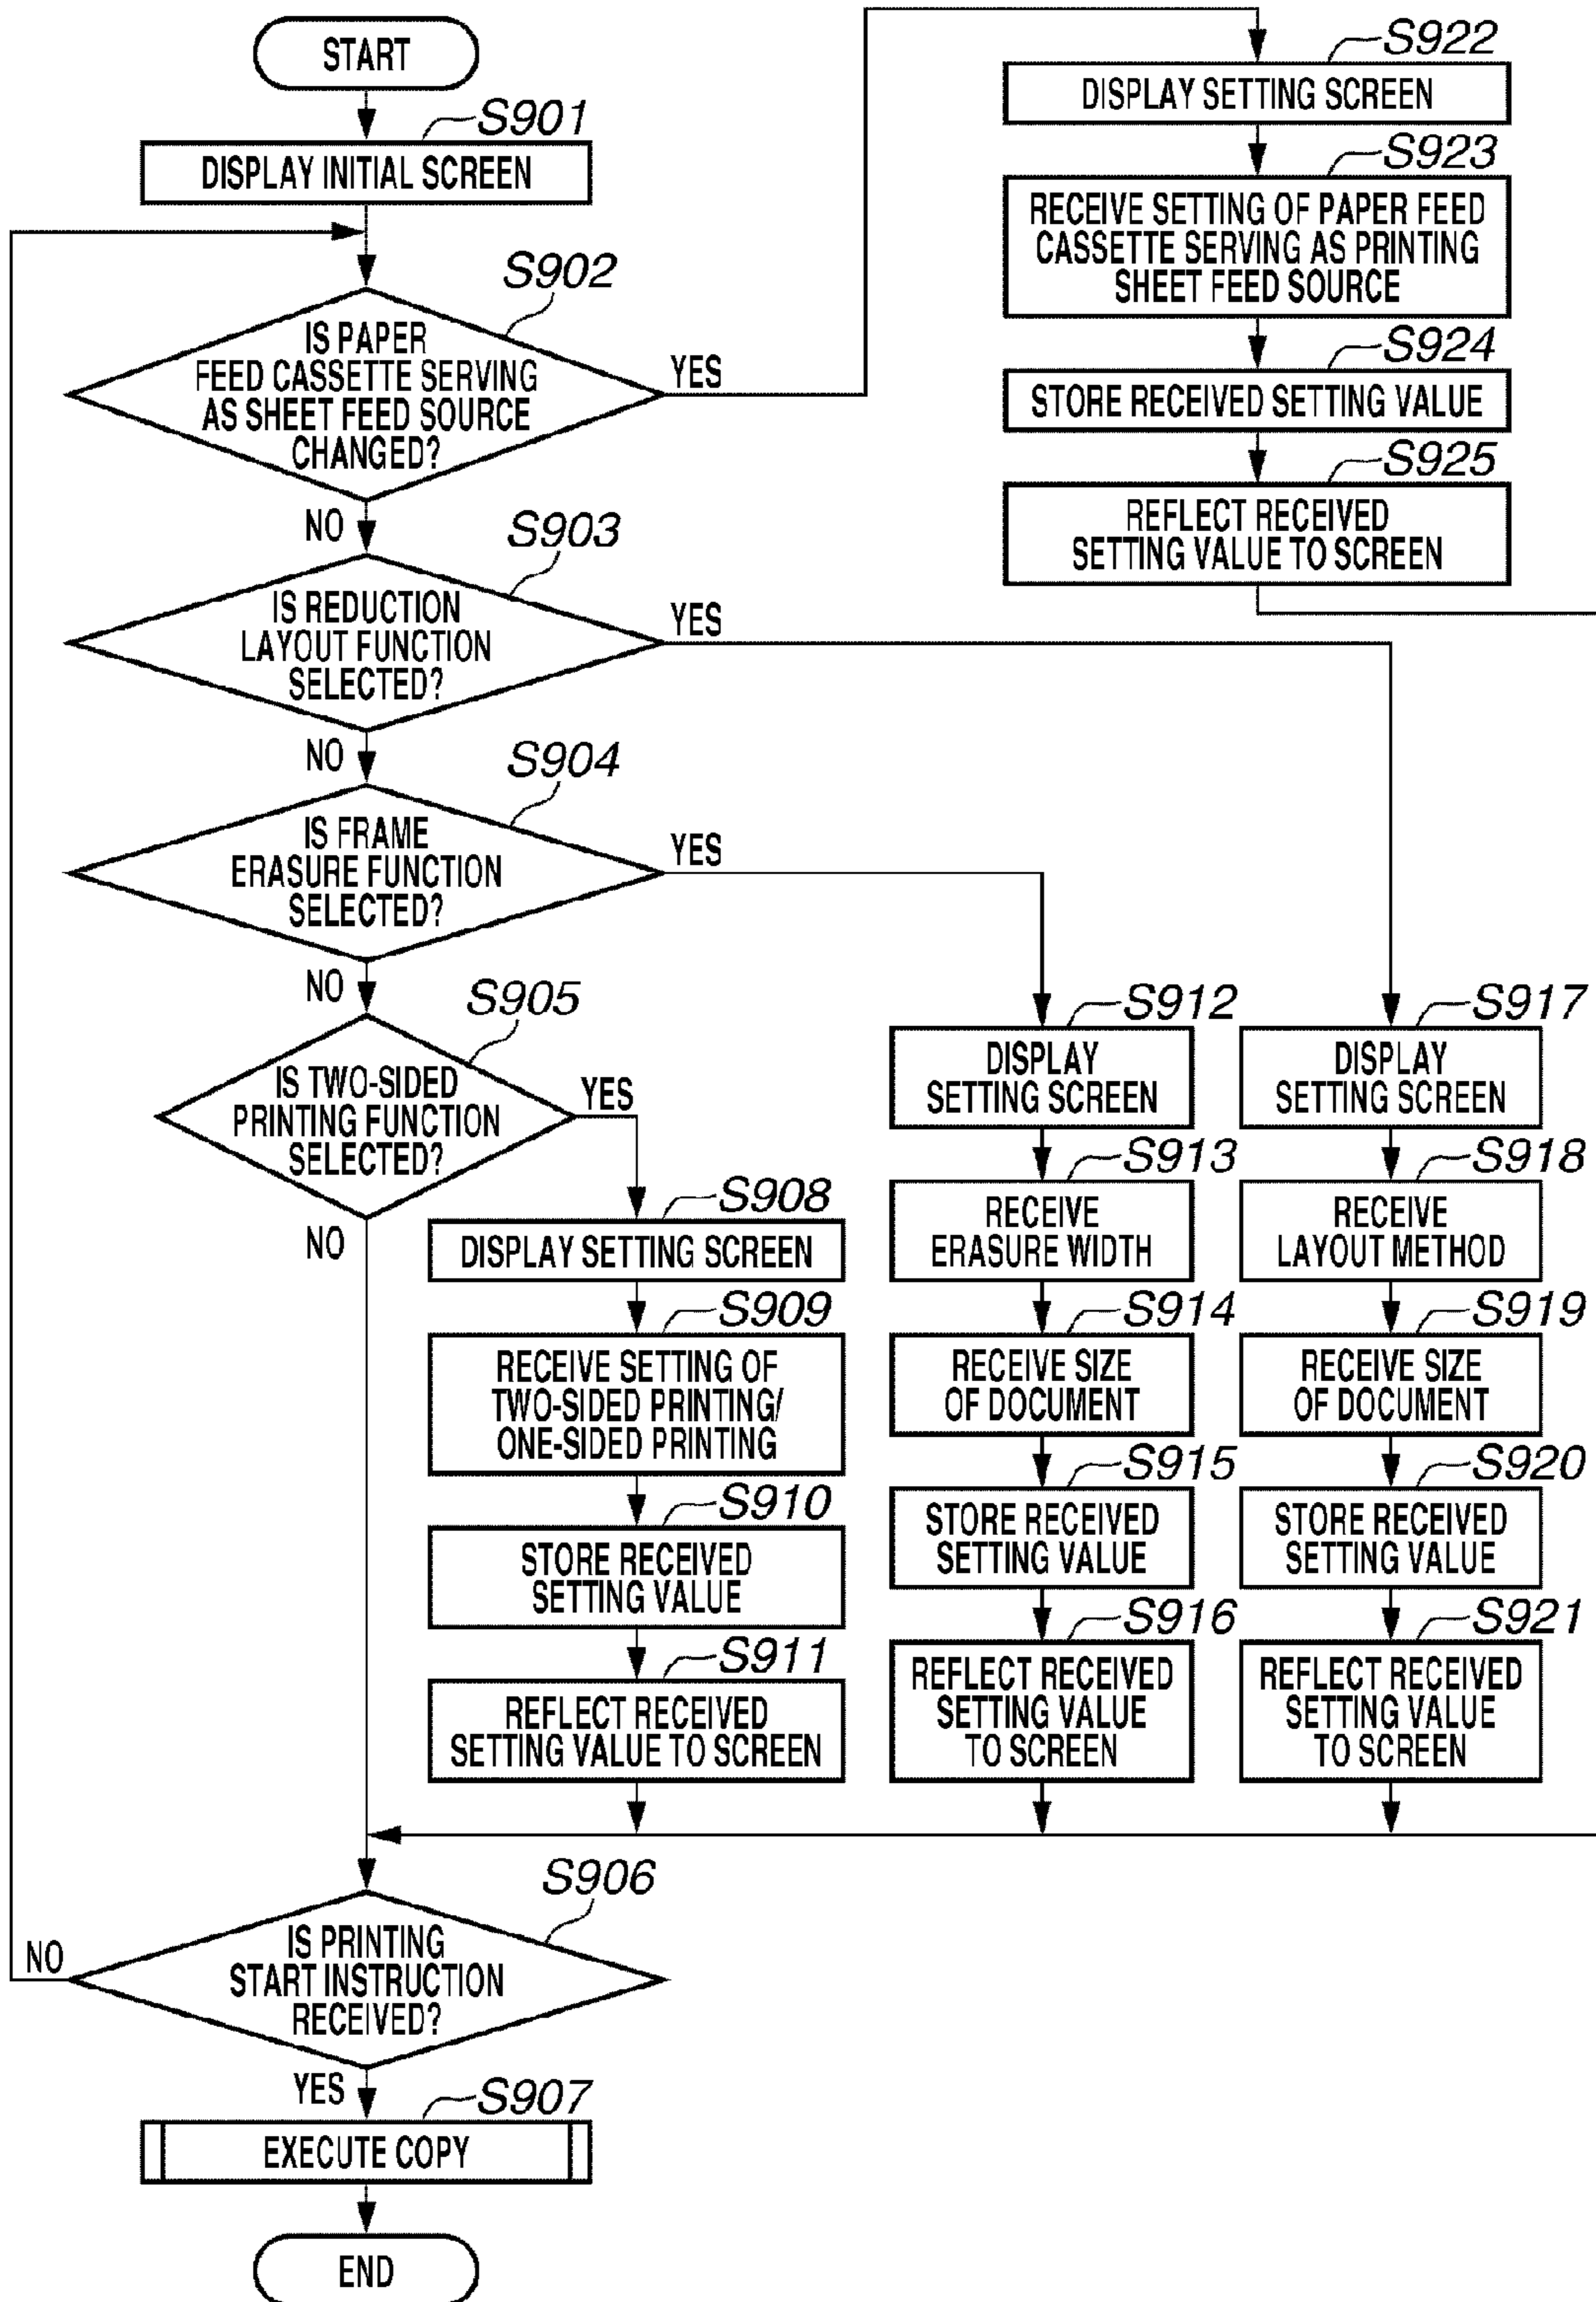 START
S901
DISPLAY INITIAL SCREEN
S902
IS PAPER
FEED CASSETTE SERVING
AS SHEET FEED SOURCE
CHANGED?
YES
NO
S903
IS REDUCTION
LAYOUT FUNCTION
SELECTED?
YES
NO
S904
IS FRAME
ERASURE FUNCTION
SELECTED?
YES
NO
S905
IS TWO-SIDED
PRINTING FUNCTION
SELECTED?
YES
NO
S908
DISPLAY SETTING SCREEN
S909
RECEIVE SETTING OF
TWO-SIDED PRINTING/
ONE-SIDED PRINTING
S910
STORE RECEIVED
SETTING VALUE
S911
REFLECT RECEIVED
SETTING VALUE TO SCREEN
S912
DISPLAY
SETTING SCREEN
S913
RECEIVE
ERASURE WIDTH
S914
RECEIVE SIZE
OF DOCUMENT
S915
STORE RECEIVED
SETTING VALUE
S916
REFLECT RECEIVED
SETTING VALUE
TO SCREEN
S917
DISPLAY
SETTING SCREEN
S918
RECEIVE
LAYOUT METHOD
S919
RECEIVE SIZE
OF DOCUMENT
S920
STORE RECEIVED
SETTING VALUE
S921
REFLECT RECEIVED
SETTING VALUE
TO SCREEN
S922
DISPLAY SETTING SCREEN
S923
RECEIVE SETTING OF PAPER FEED
CASSETTE SERVING AS PRINTING
SHEET FEED SOURCE
S924
STORE RECEIVED SETTING VALUE
S925
REFLECT RECEIVED
SETTING VALUE TO SCREEN
S906
IS PRINTING
START INSTRUCTION
RECEIVED?
NO
YES
S907
EXECUTE COPY
END